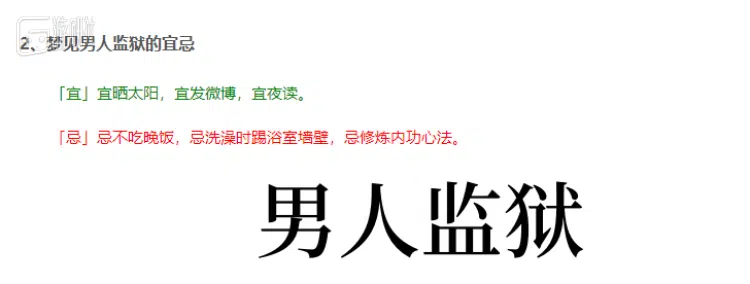 2、梦见男人监狱的宜忌
「宜」宜晒太阳，宜发微博，宜夜读。
「忌」忌不吃晚饭，忌洗澡时踢浴室墙壁，忌修炼内功心法。
男人监狱